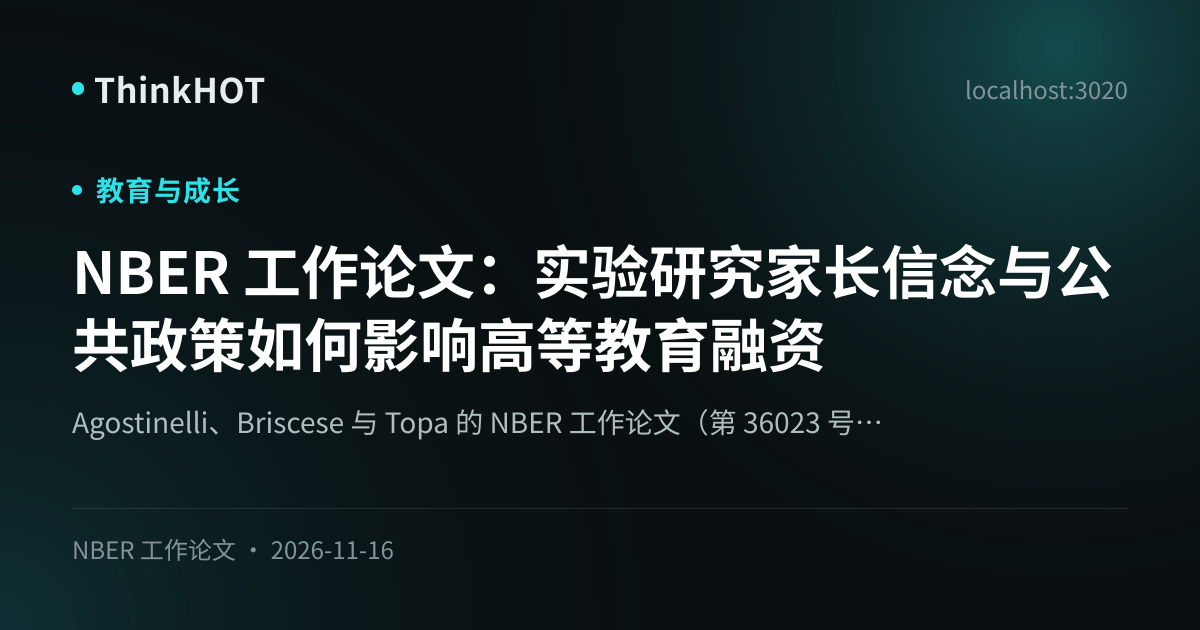 ThinkHOT
localhost:3020
教育与成长
NBER 工作论文：实验研究家长信念与公
共政策如何影响高等教育融资
Agostinelli、Briscese 与 Topa 的 NBER 工作论文（第 36023 号…
NBER 工作论文 · 2026-11-16